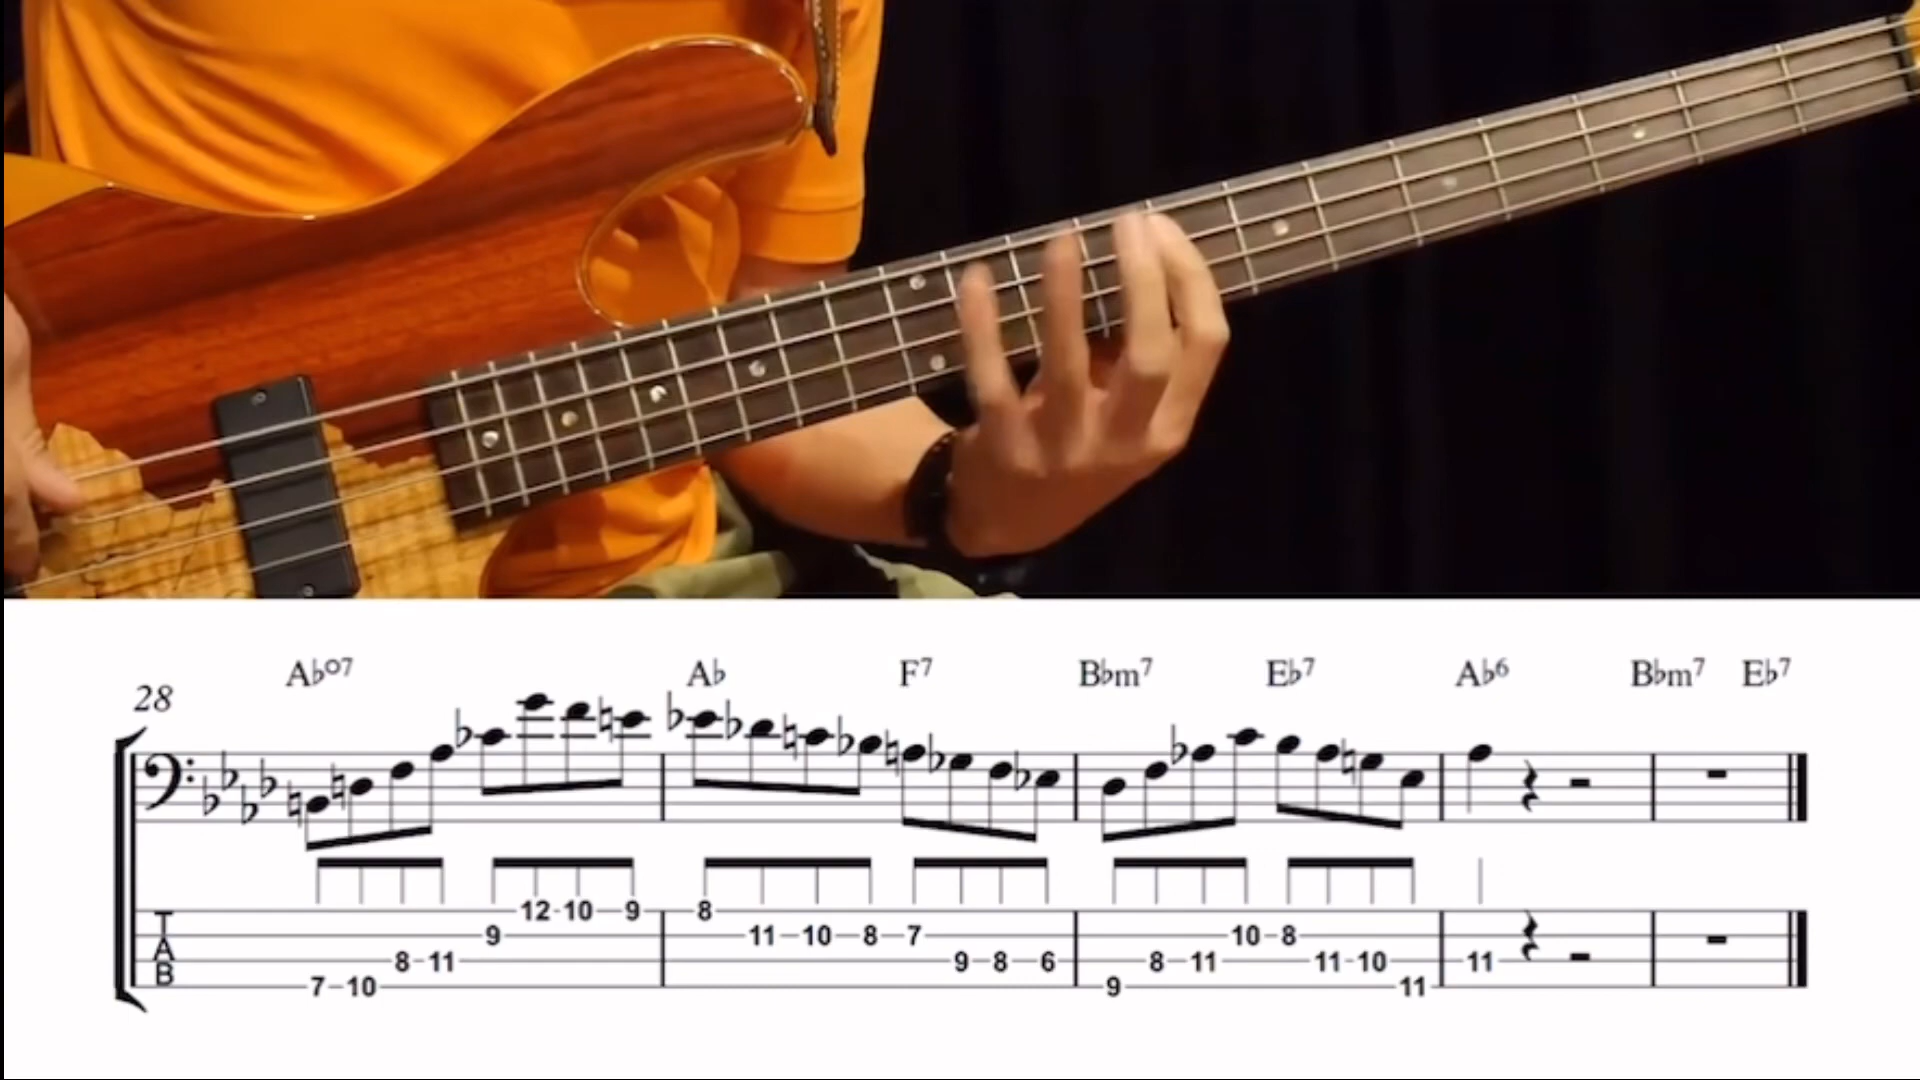 A♭o7 A♭ F7 B♭m7 E♭7 A♭6 B♭m7 E♭7
28
12 10 9 8
9 11 10 8 7 10 8
T
A
B
8 11 9 8 6 8 11 11 10 11
7 10 9 11